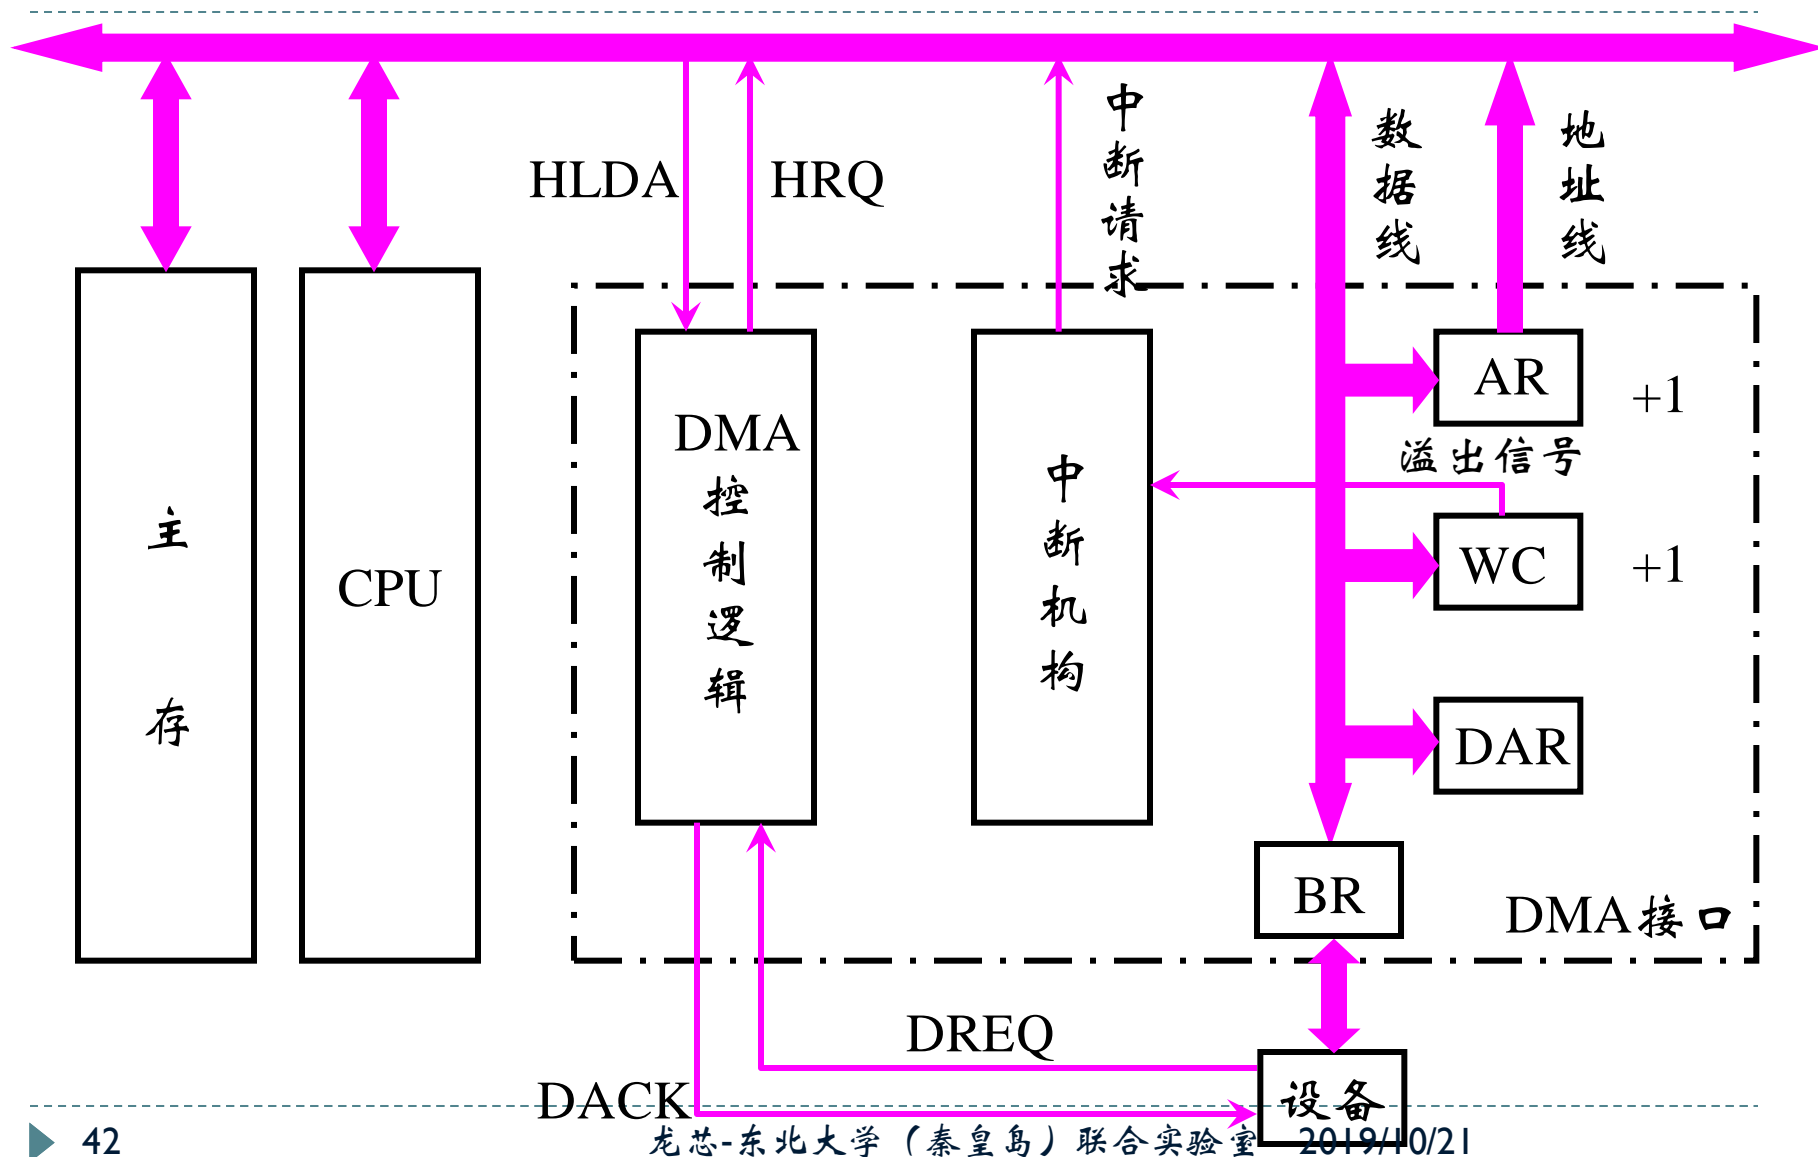 HLDA
HRQ
中断请求
数据线
地址线
主存
CPU
DMA
控制逻辑
中断机构
AR
+1
溢出信号
WC
+1
DAR
BR
DMA接口
DREQ
DACK
设备
42
龙芯-东北大学（秦皇岛）联合实验室
2019/10/21